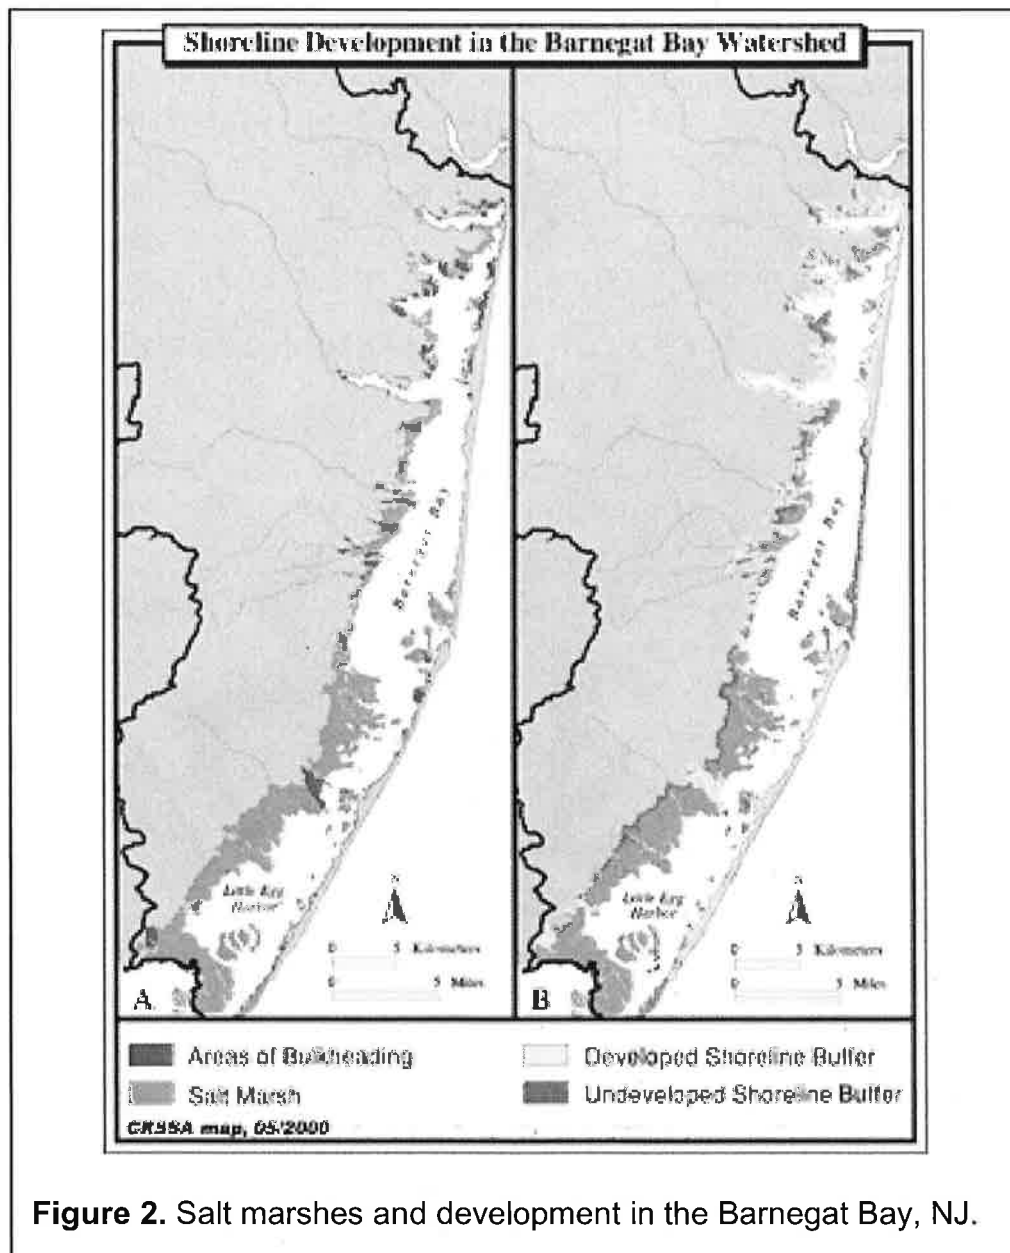 Shoreline Development in the Barnegat Bay Watershed
Barnegat Bay
Little Egg
Harbor
N
0 5 Kilometers
0 5 Miles
A
Barnegat Bay
Little Egg
Harbor
N
0 5 Kilometers
0 5 Miles
B
Areas of Bulkheading
Salt Marsh
Developed Shoreline Buffer
Undeveloped Shoreline Buffer
CRSSA map, 05/2000
Figure 2. Salt marshes and development in the Barnegat Bay, NJ.